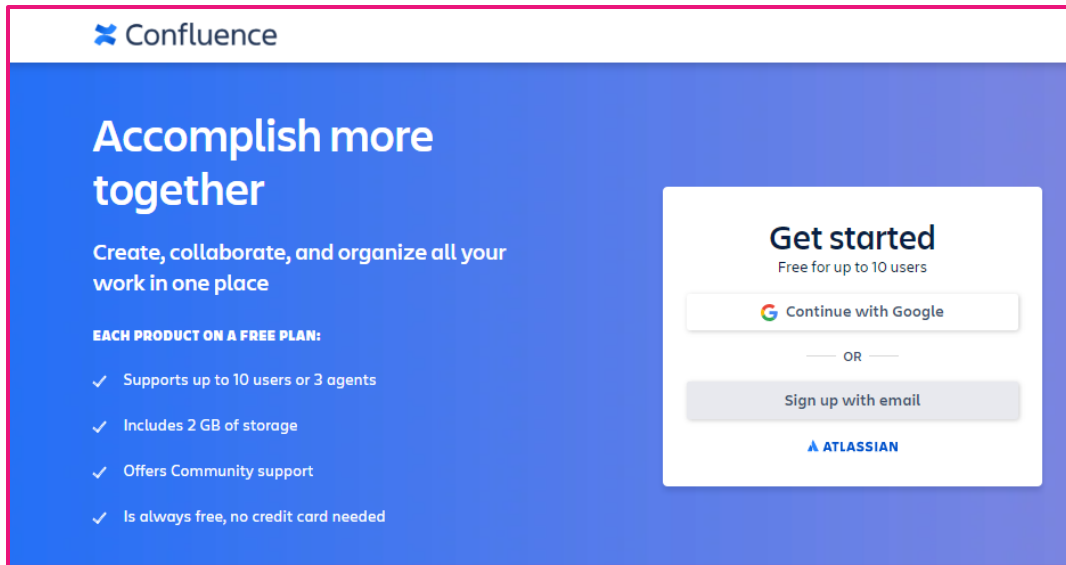 Confluence
Accomplish more
together
Create, collaborate, and organize all your
work in one place
EACH PRODUCT ON A FREE PLAN:
Supports up to 10 users or 3 agents
Includes 2 GB of storage
Offers Community support
Is always free, no credit card needed
Get started
Free for up to 10 users
Continue with Google
OR
Sign up with email
ATLASSIAN